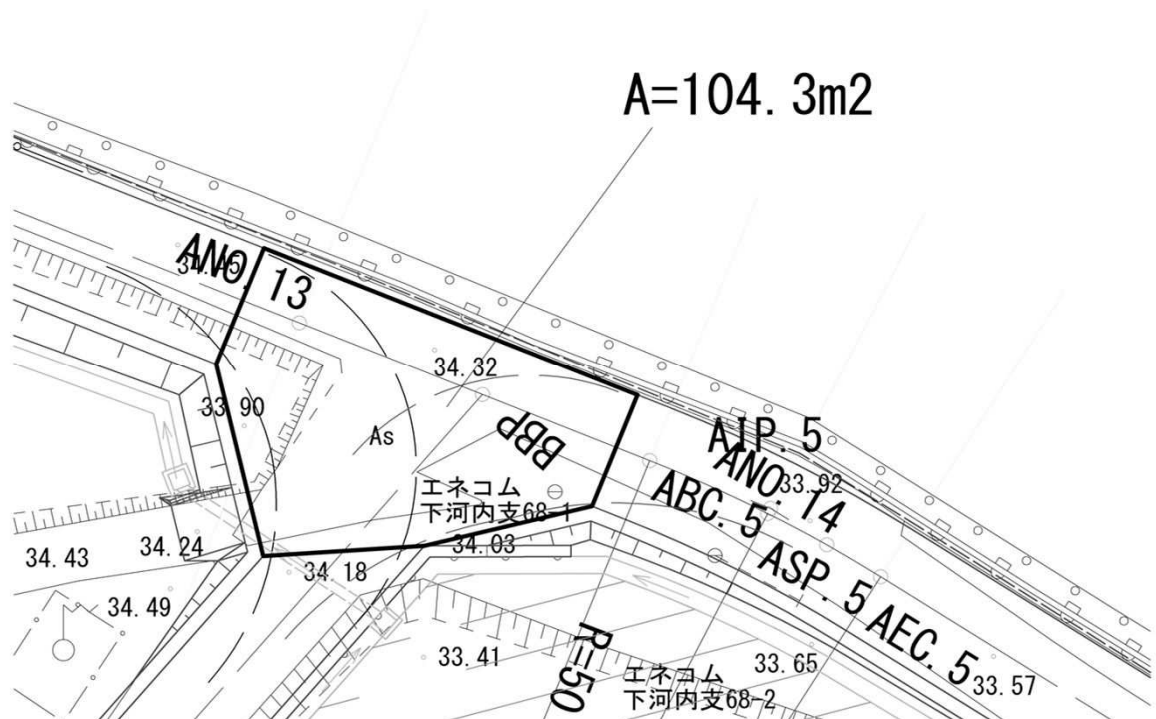 A=104.3m2
ANO. 13
34.45
34.32
33.90
As
BBP
AIP. 5
ANO. 14
33.92
エネコム
下河内支68-1
ABC. 5
34.03
34.43
34.24
34.18
ASP. 5
AEC. 5
34.49
33.41
R=50
33.65
エネコム
下河内支68-2
33.57